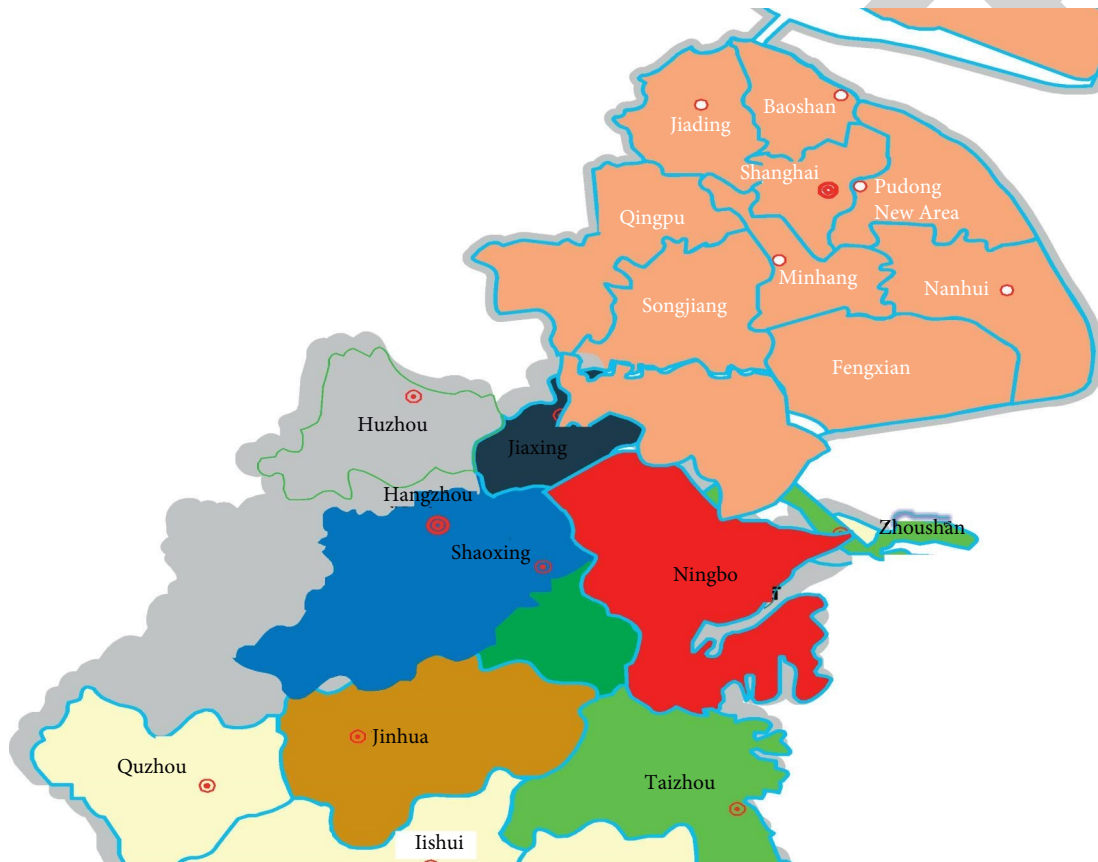 Baoshan
Jiading
Shanghai
Pudong
New Area
Qingpu
Minhang
Nanhui
Songjiang
Fengxian
Huzhou
Jiaxing
Hangzhou
Zhoushan
Shaoxing
Ningbo
Jinhua
Quzhou
Taizhou
Iishui